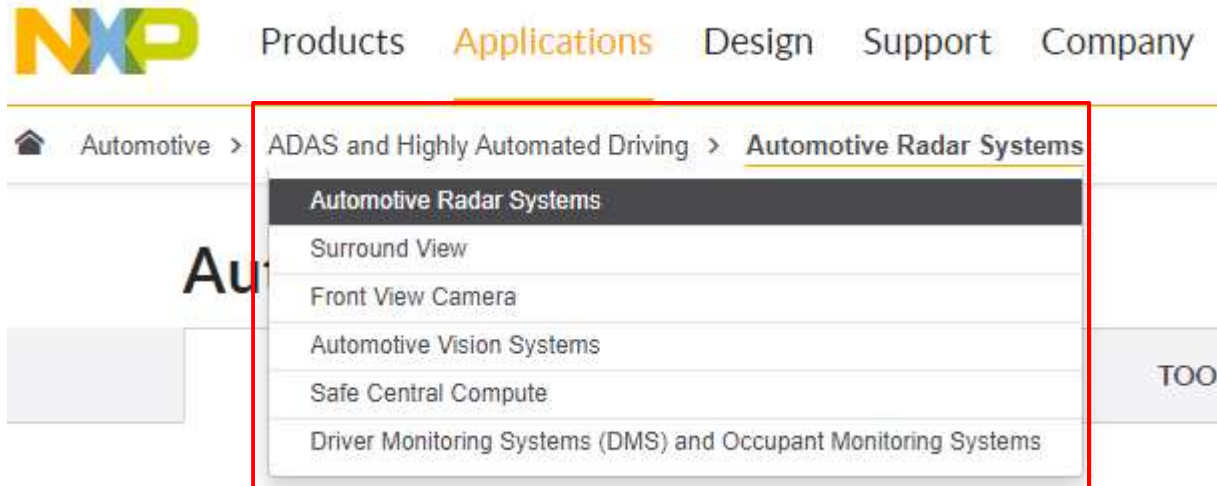 NXP Products Applications Design Support Company
Automotive > ADAS and Highly Automated Driving > Automotive Radar Systems
Automotive Radar Systems
Surround View
Front View Camera
Automotive Vision Systems
Safe Central Compute
Driver Monitoring Systems (DMS) and Occupant Monitoring Systems